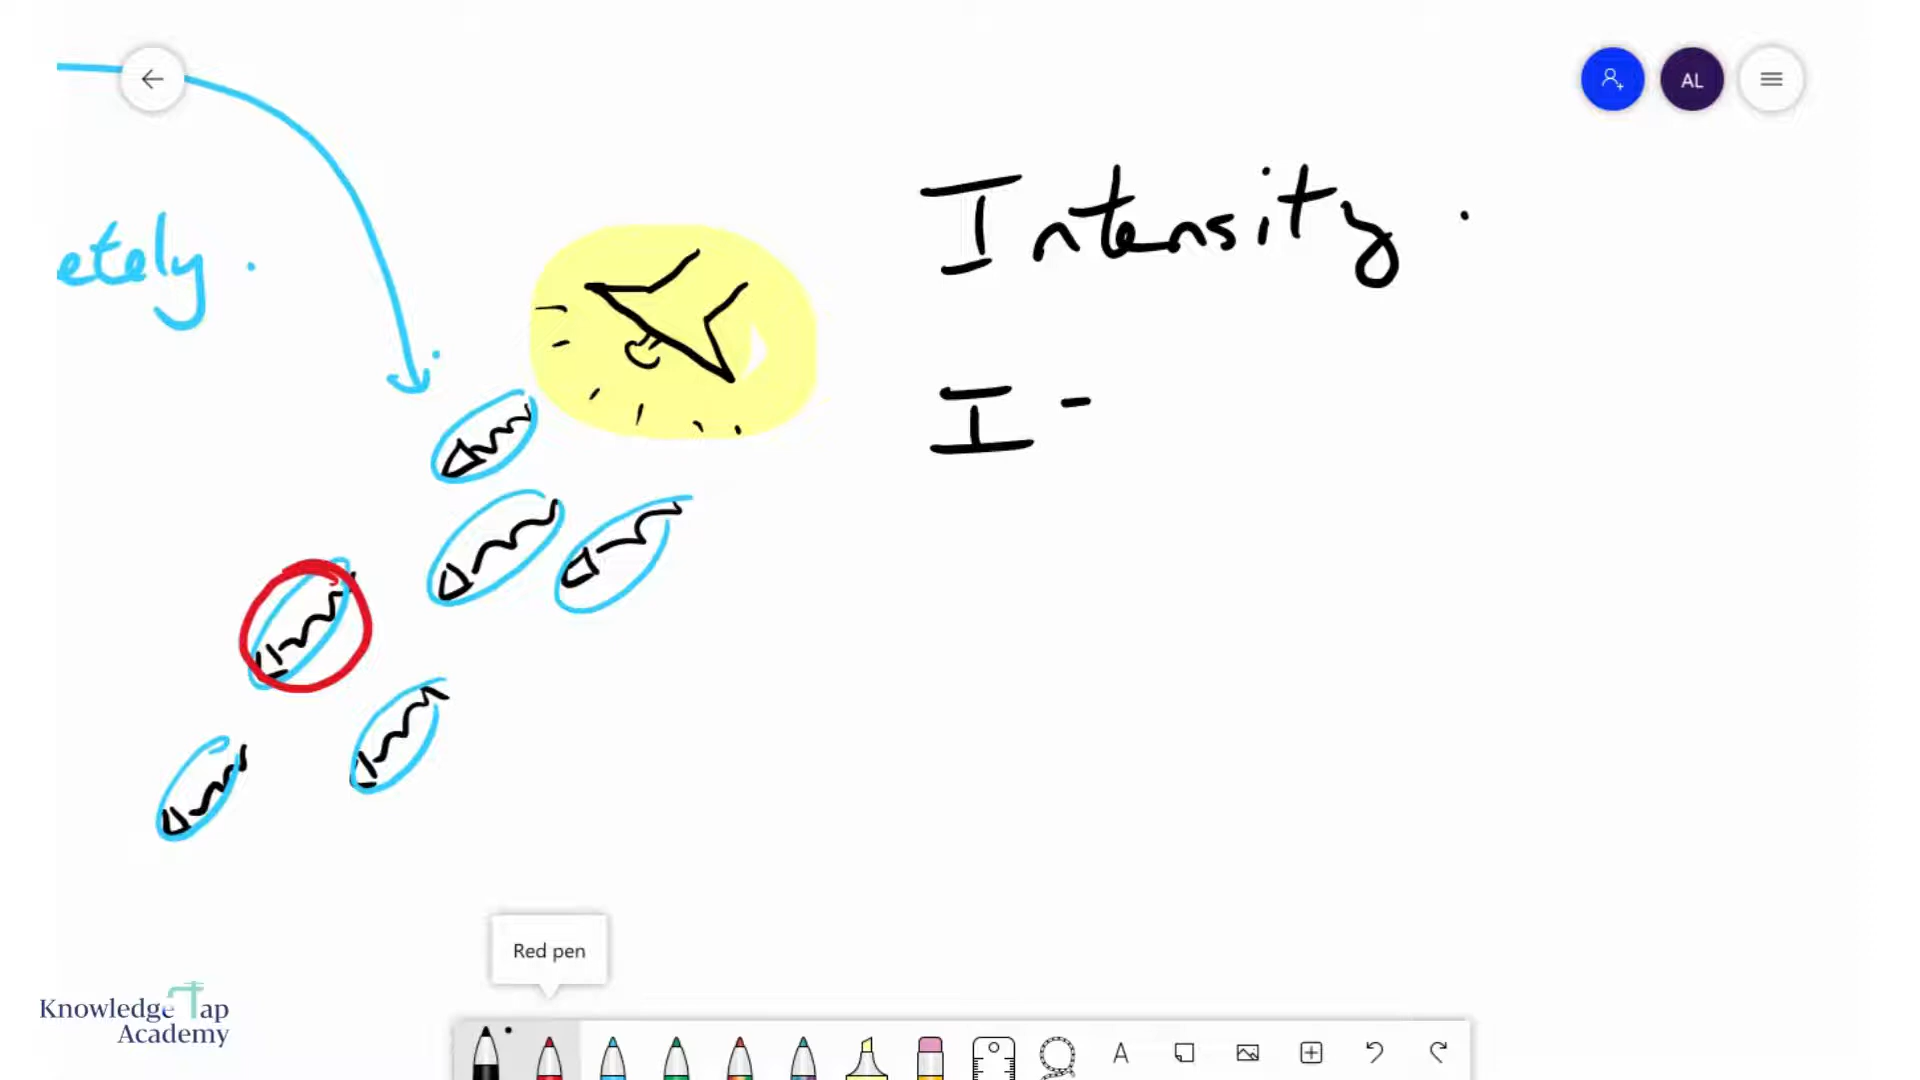 AL
Intensity .
etely .
I -
Red pen
Knowledge Tap
Academy
A